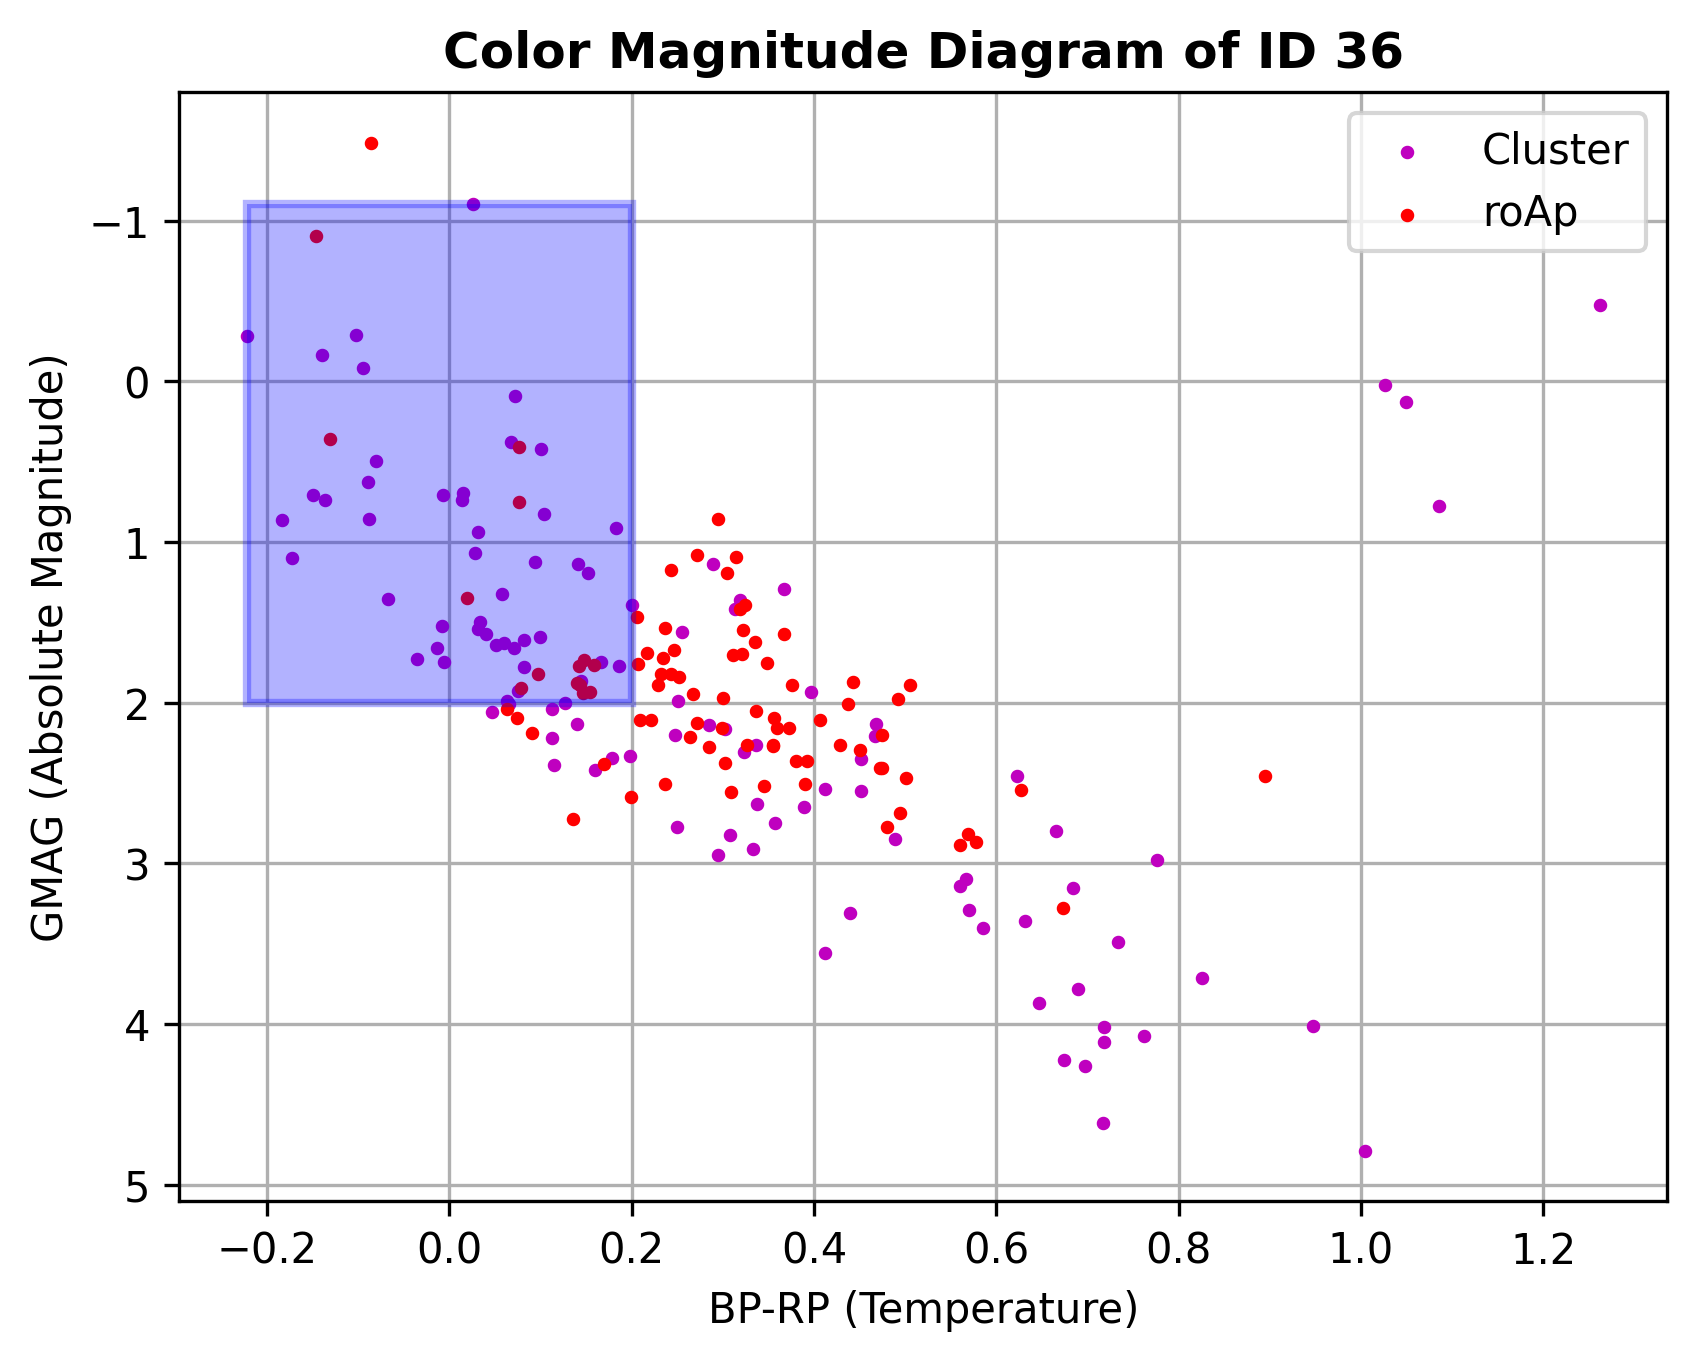 Color Magnitude Diagram of ID 36
Cluster
roAp
−1
0
1
2
3
4
5
GMAG (Absolute Magnitude)
−0.2 0.0 0.2 0.4 0.6 0.8 1.0 1.2
BP-RP (Temperature)